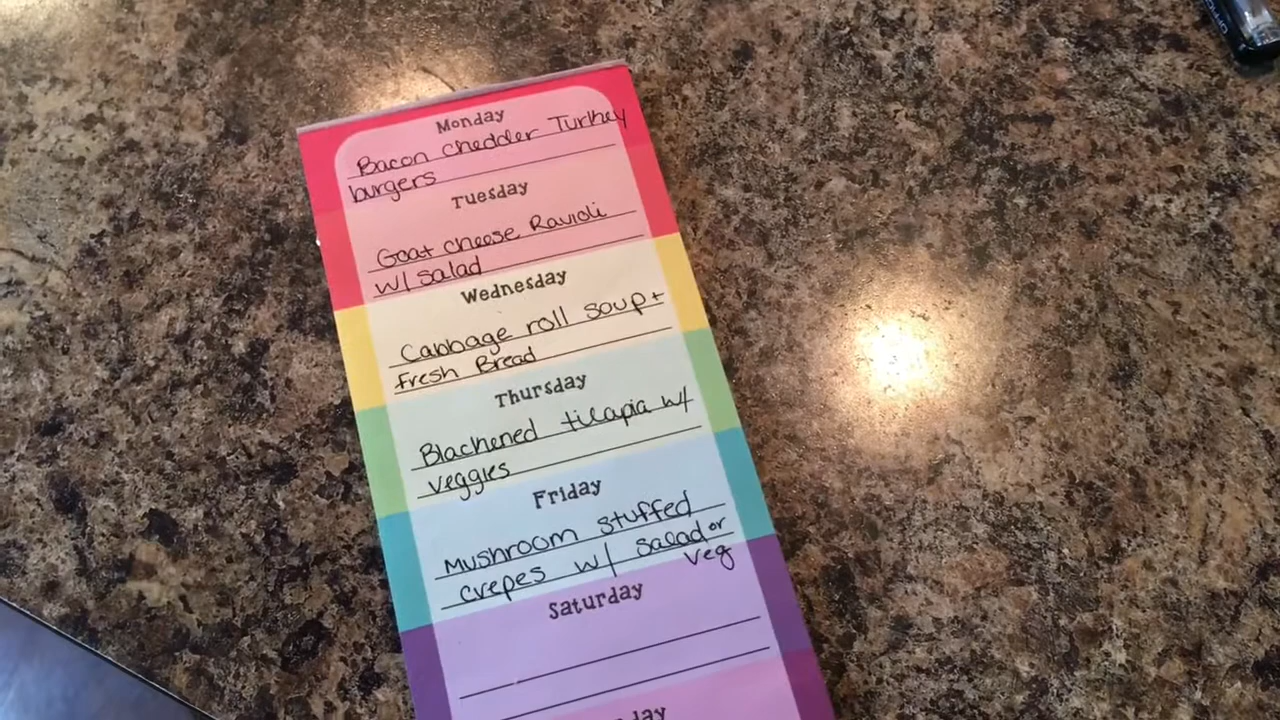 Monday
Bacon chedder Turkey
burgers
Tuesday
Goat cheese Ravioli
w/ salad
Wednesday
Cabbage roll soup +
fresh Bread
Thursday
Blackened tilapia w/
veggies
Friday
Mushroom stuffed
crepes w/ salad or
veg
Saturday